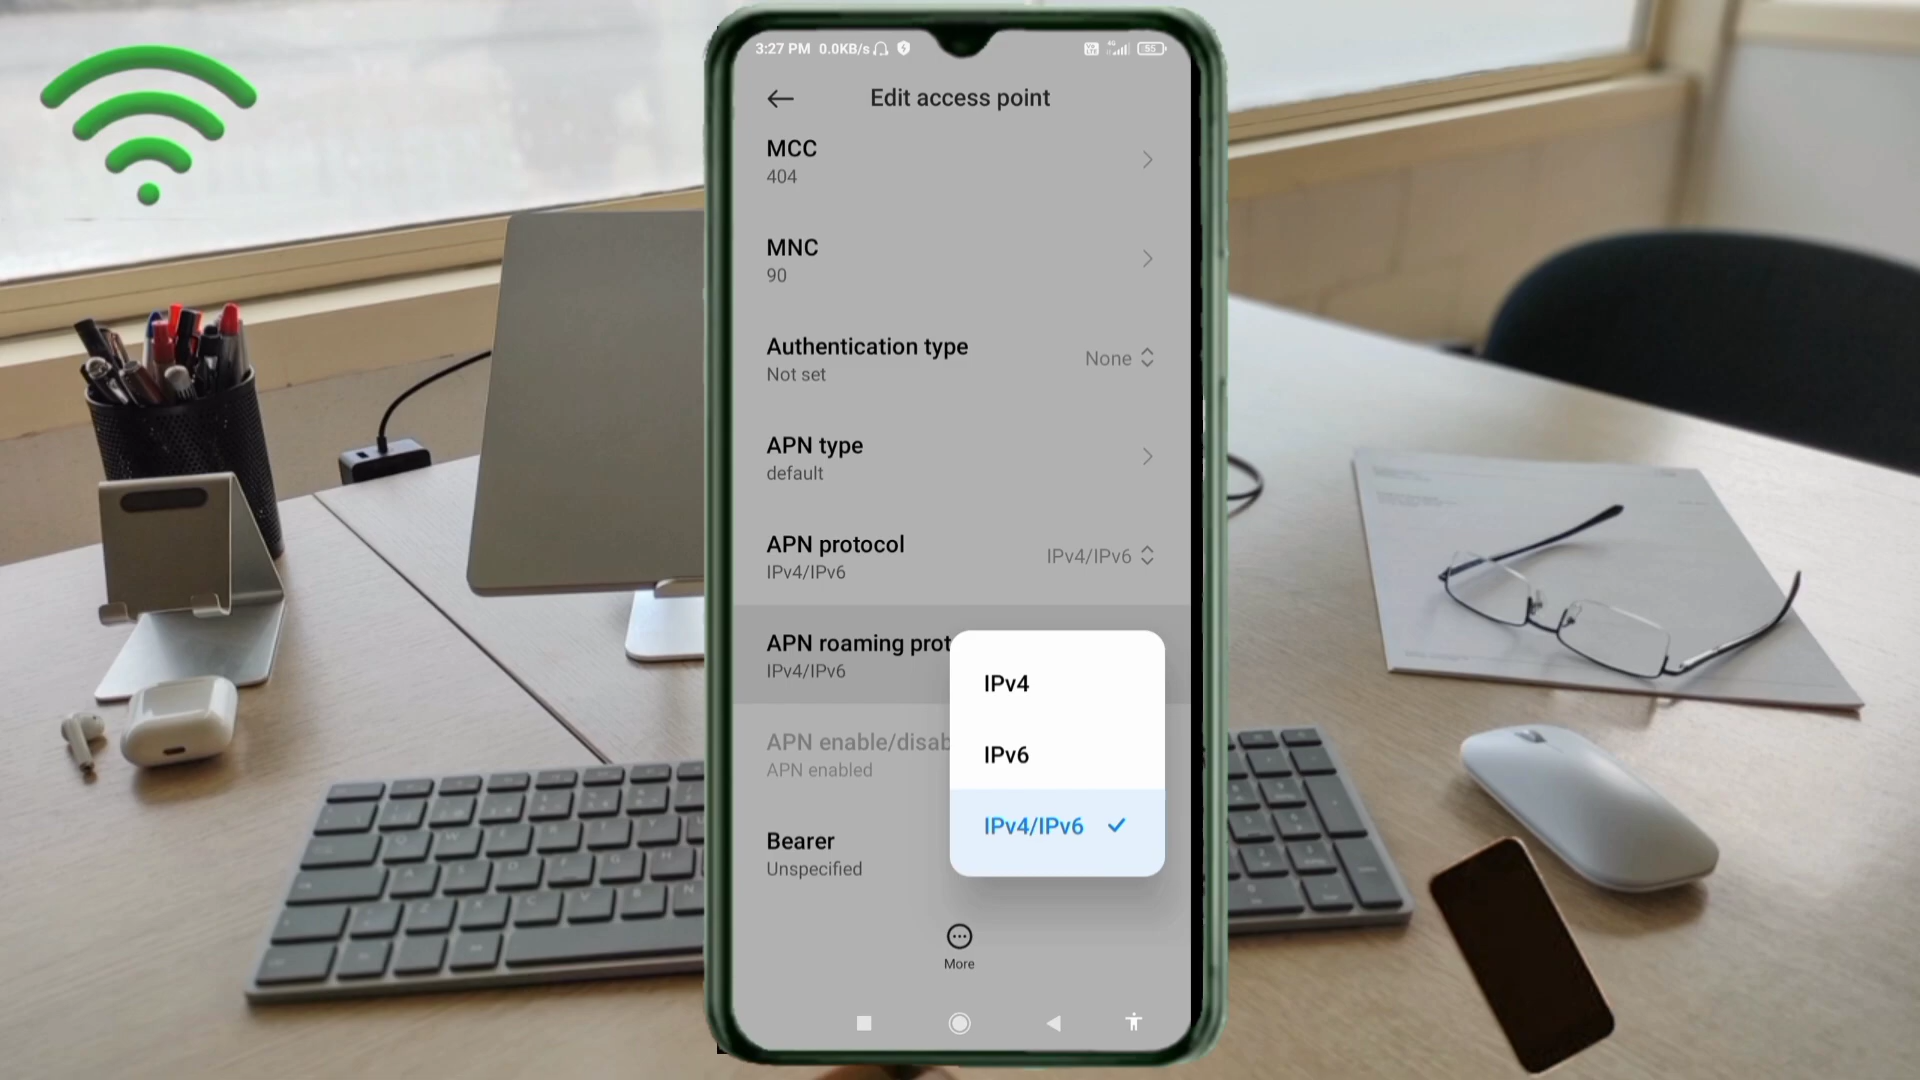 3:27 PM 0.0KB/s
55
Edit access point
MCC
404
MNC
90
Authentication type
Not set
None
APN type
default
APN protocol
IPv4/IPv6
IPv4/IPv6
APN roaming prot
IPv4/IPv6
IPv4
IPv6
IPv4/IPv6
APN enable/disab
APN enabled
Bearer
Unspecified
More